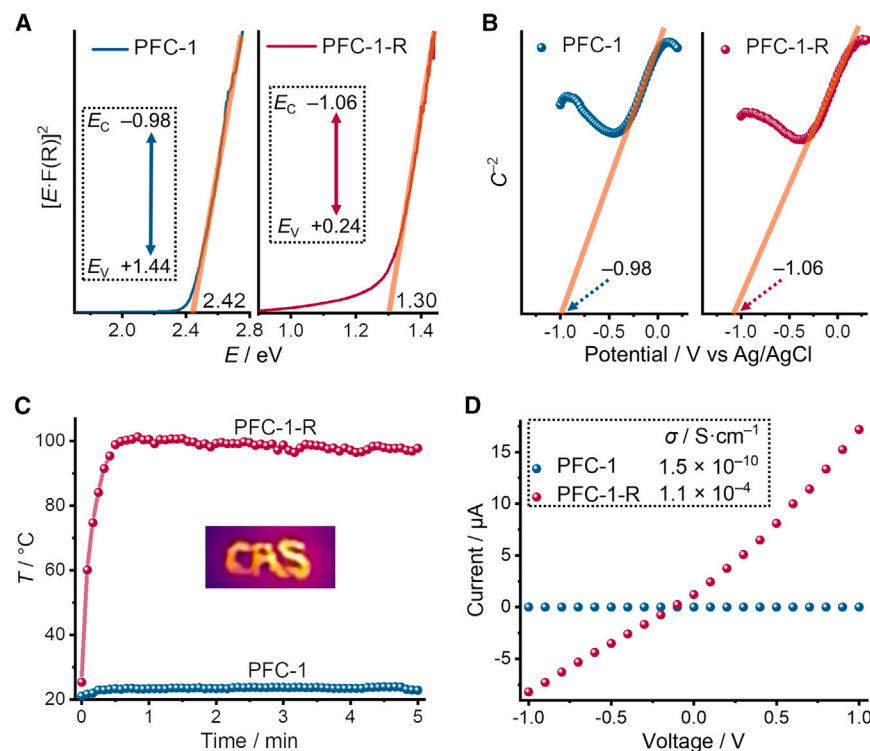 A
PFC-1
PFC-1-R
E_C −0.98
E_V +1.44
E_C −1.06
E_V +0.24
[E·F(R)]²
2.42
1.30
2.0 2.4 2.8
1.0 1.2 1.4
E / eV
B
PFC-1
PFC-1-R
C⁻²
−0.98
−1.06
-1.0 -0.5 0.0
-1.0 -0.5 0.0
Potential / V vs Ag/AgCl
C
PFC-1-R
100
80
60
40
20
T / °C
CAS
PFC-1
0 1 2 3 4 5
Time / min
D
σ / S·cm⁻¹
PFC-1 1.5 × 10⁻¹⁰
PFC-1-R 1.1 × 10⁻⁴
15
10
5
0
-5
Current / µA
-1.0 -0.5 0.0 0.5 1.0
Voltage / V